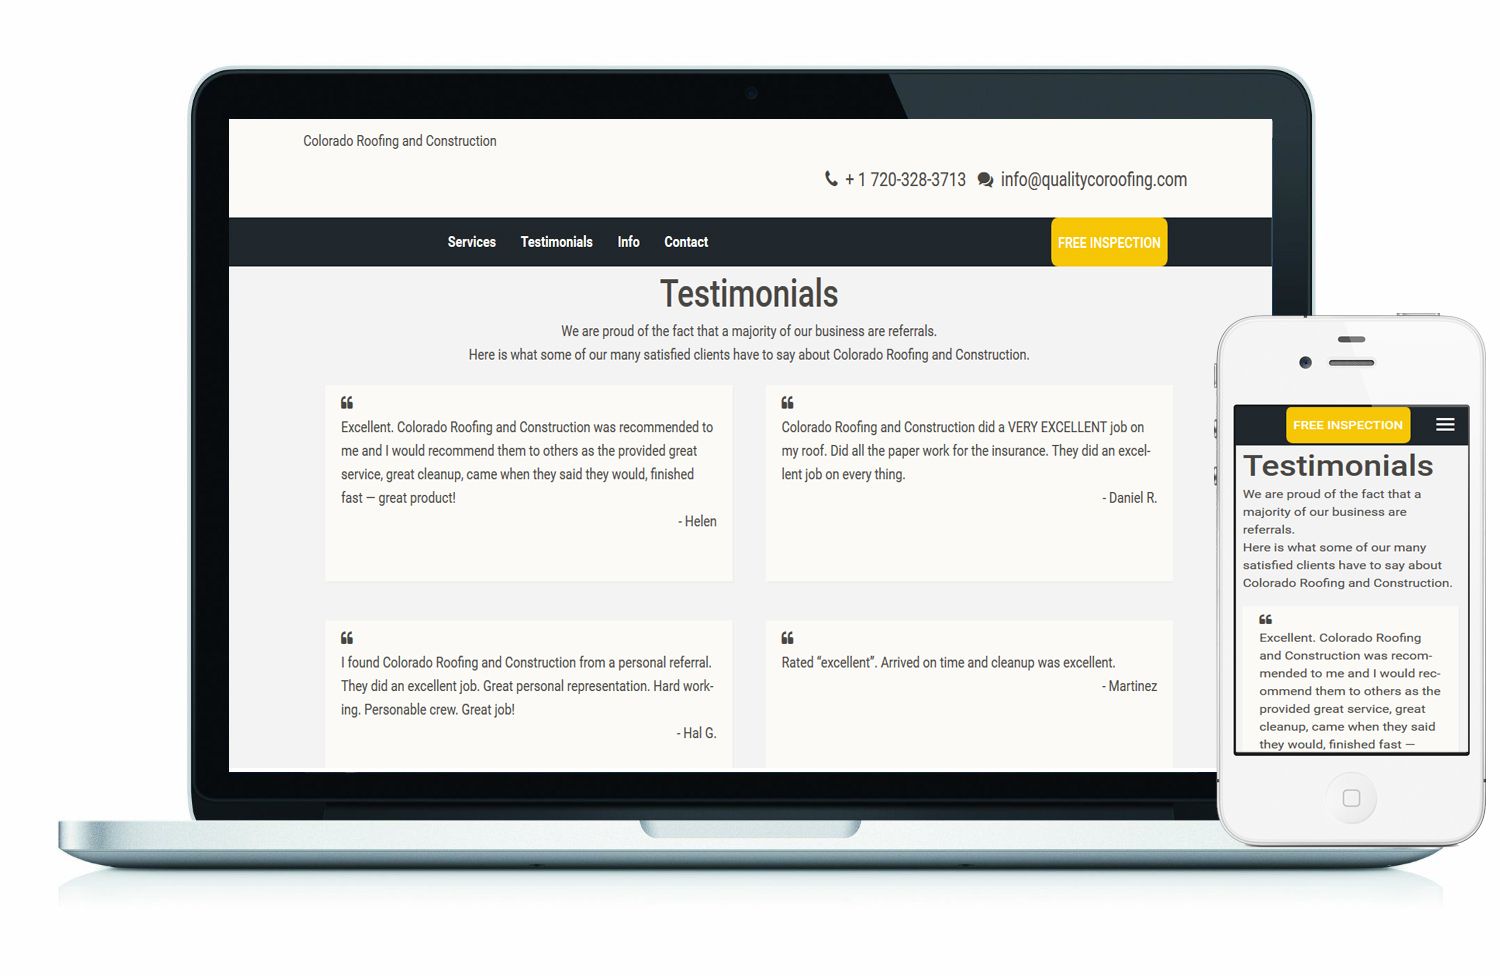 Colorado Roofing and Construction
+ 1 720-328-3713 info@qualitycoroofing.com
Services Testimonials Info Contact FREE INSPECTION
Testimonials
We are proud of the fact that a majority of our business are referrals.
Here is what some of our many satisfied clients have to say about Colorado Roofing and Construction.
“
Excellent. Colorado Roofing and Construction was recommended to
me and I would recommend them to others as the provided great
service, great cleanup, came when they said they would, finished
fast — great product!
- Helen
“
Colorado Roofing and Construction did a VERY EXCELLENT job on
my roof. Did all the paper work for the insurance. They did an excel-
lent job on every thing.
- Daniel R.
“
I found Colorado Roofing and Construction from a personal referral.
They did an excellent job. Great personal representation. Hard work-
ing. Personable crew. Great job!
- Hal G.
“
Rated “excellent”. Arrived on time and cleanup was excellent.
- Martinez
FREE INSPECTION
Testimonials
We are proud of the fact that a
majority of our business are
referrals.
Here is what some of our many
satisfied clients have to say about
Colorado Roofing and Construction.
“
Excellent. Colorado Roofing
and Construction was recom-
mended to me and I would rec-
ommend them to others as the
provided great service, great
cleanup, came when they said
they would, finished fast —